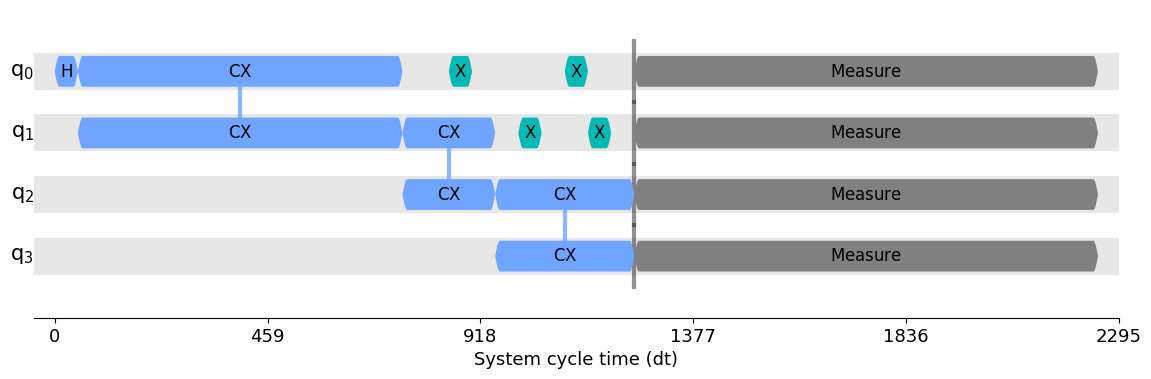 q0 H CX X X Measure
q1 CX CX X X Measure
q2 CX CX Measure
q3 CX Measure
0 459 918 1377 1836 2295
System cycle time (dt)